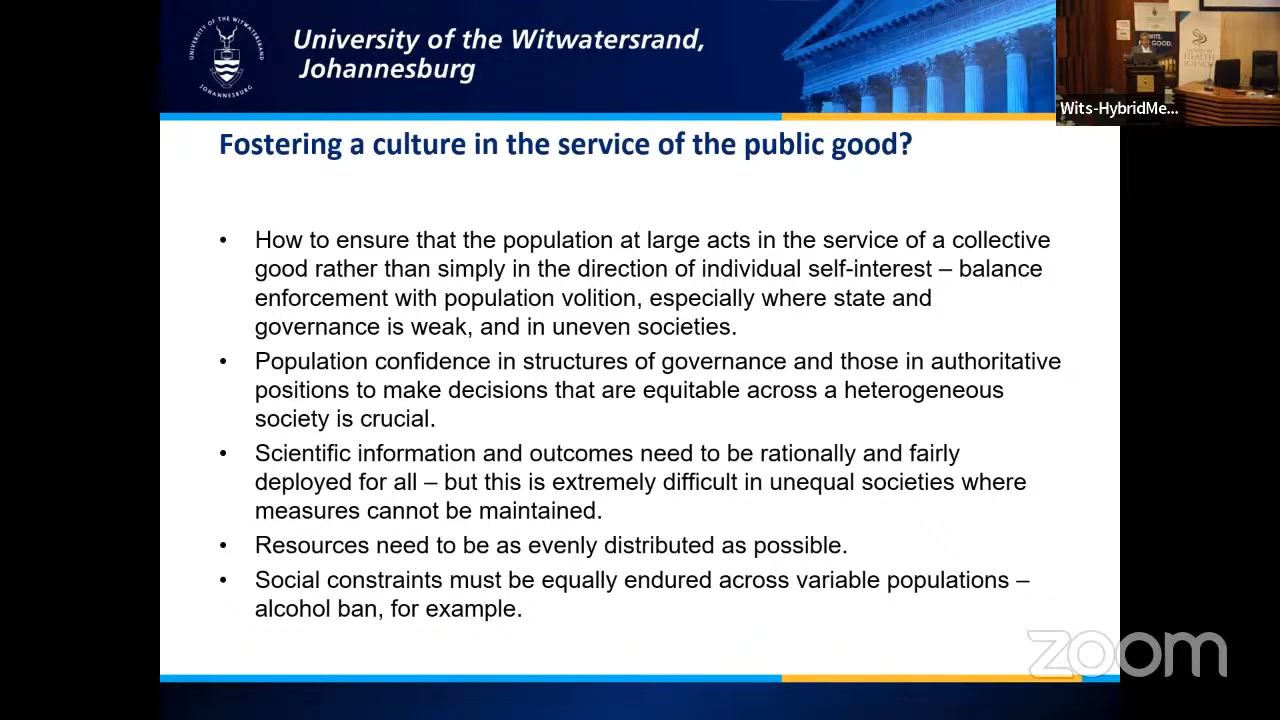 University of the Witwatersrand,
Johannesburg
UNIVERSITY OF THE WITWATERSRAND
JOHANNESBURG
Wits-HybridMe...
Fostering a culture in the service of the public good?
• How to ensure that the population at large acts in the service of a collective
good rather than simply in the direction of individual self-interest – balance
enforcement with population volition, especially where state and
governance is weak, and in uneven societies.
• Population confidence in structures of governance and those in authoritative
positions to make decisions that are equitable across a heterogeneous
society is crucial.
• Scientific information and outcomes need to be rationally and fairly
deployed for all – but this is extremely difficult in unequal societies where
measures cannot be maintained.
• Resources need to be as evenly distributed as possible.
• Social constraints must be equally endured across variable populations –
alcohol ban, for example.
zoom